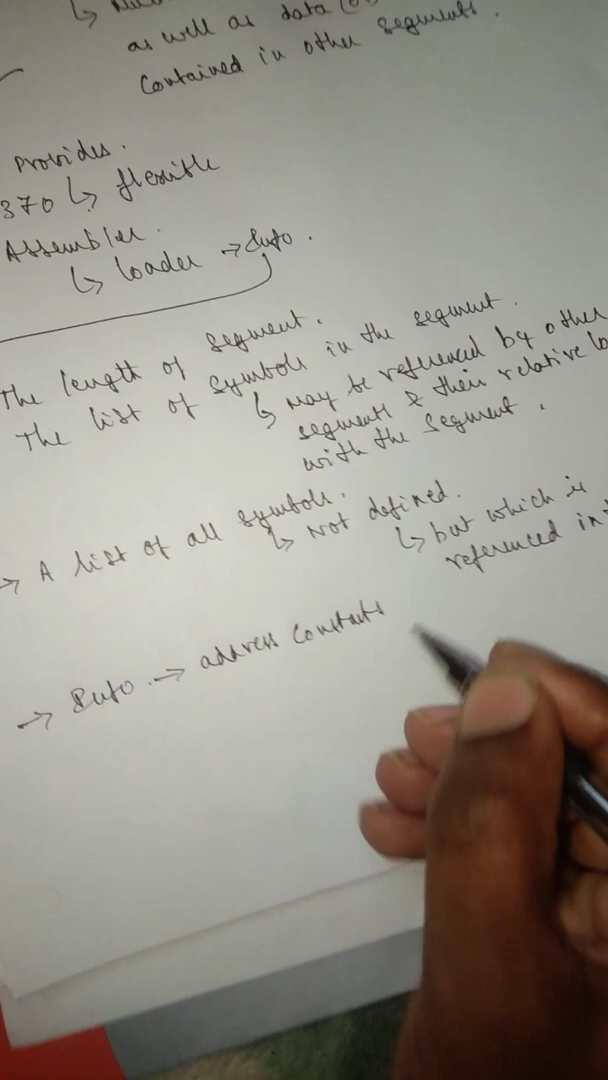 as well as data
contained in other segments.
Provides.
370 ↳ flexible
Assembler.
↳ Loader → Info.
The length of segment.
The list of symbols in the segment.
↳ May be referenced by other
segments & their relative
with the segment.
→ A list of all symbols.
↳ Not defined.
↳ but which is
referenced in
→ Info. → address